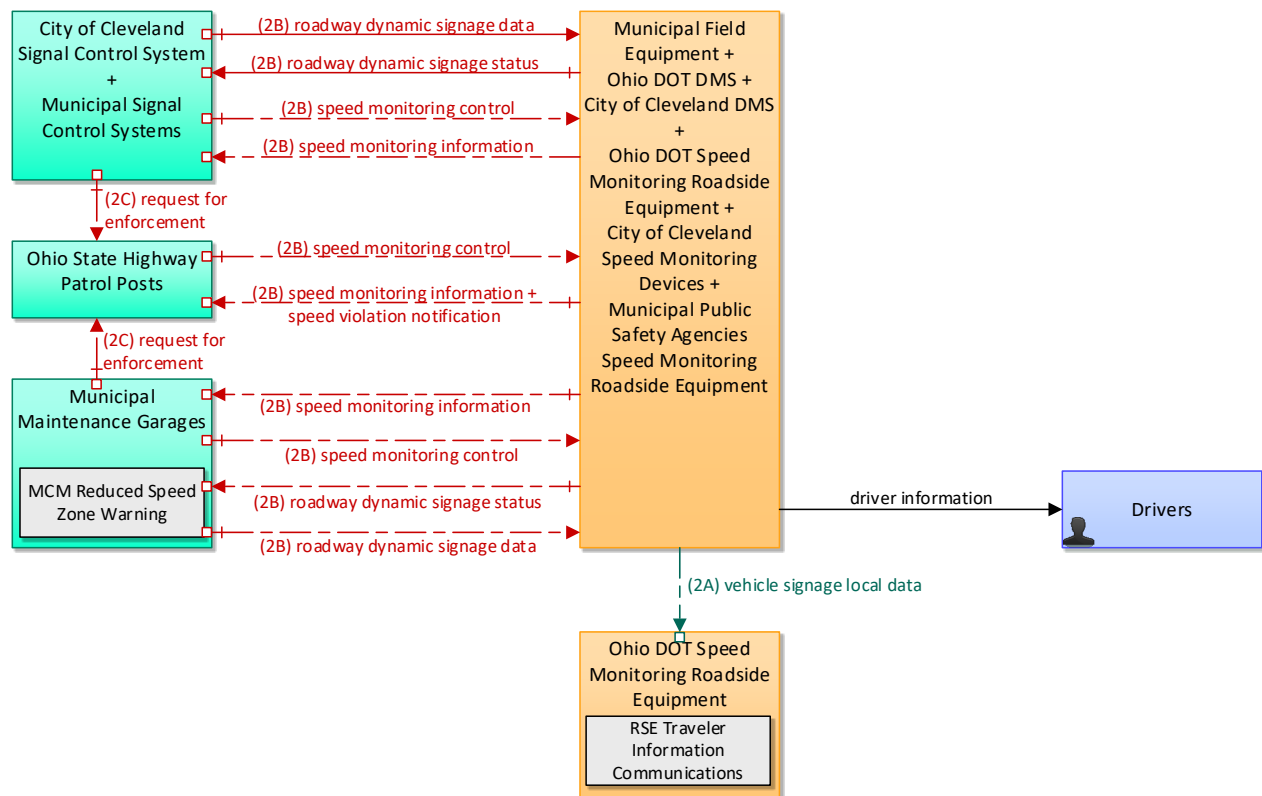 City of Cleveland
Signal Control System
+
Municipal Signal
Control Systems
(2B) roadway dynamic signage data
(2B) roadway dynamic signage status
(2B) speed monitoring control
(2B) speed monitoring information
(2C) request for
enforcement
Ohio State Highway
Patrol Posts
(2B) speed monitoring control
(2B) speed monitoring information +
speed violation notification
(2C) request for
enforcement
Municipal
Maintenance Garages
MCM Reduced Speed
Zone Warning
(2B) speed monitoring information
(2B) speed monitoring control
(2B) roadway dynamic signage status
(2B) roadway dynamic signage data
Municipal Field
Equipment +
Ohio DOT DMS +
City of Cleveland DMS
+
Ohio DOT Speed
Monitoring Roadside
Equipment +
City of Cleveland
Speed Monitoring
Devices +
Municipal Public
Safety Agencies
Speed Monitoring
Roadside Equipment
driver information
Drivers
(2A) vehicle signage local data
Ohio DOT Speed
Monitoring Roadside
Equipment
RSE Traveler
Information
Communications